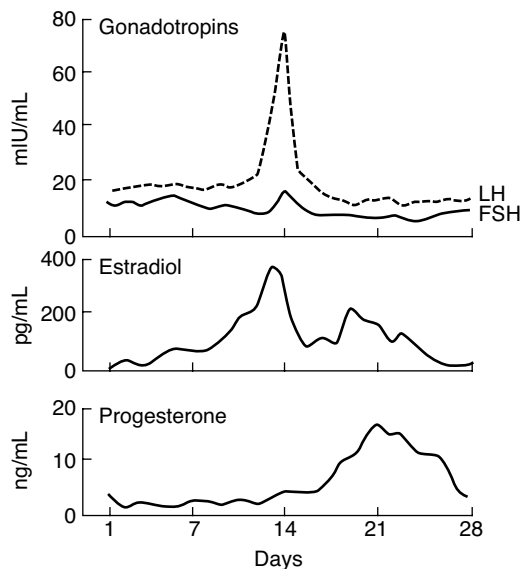 80
Gonadotropins
60
40
20
0
mIU/mL
LH
FSH
400
Estradiol
200
0
pg/mL
20
Progesterone
10
0
ng/mL
1 7 14 21 28
Days